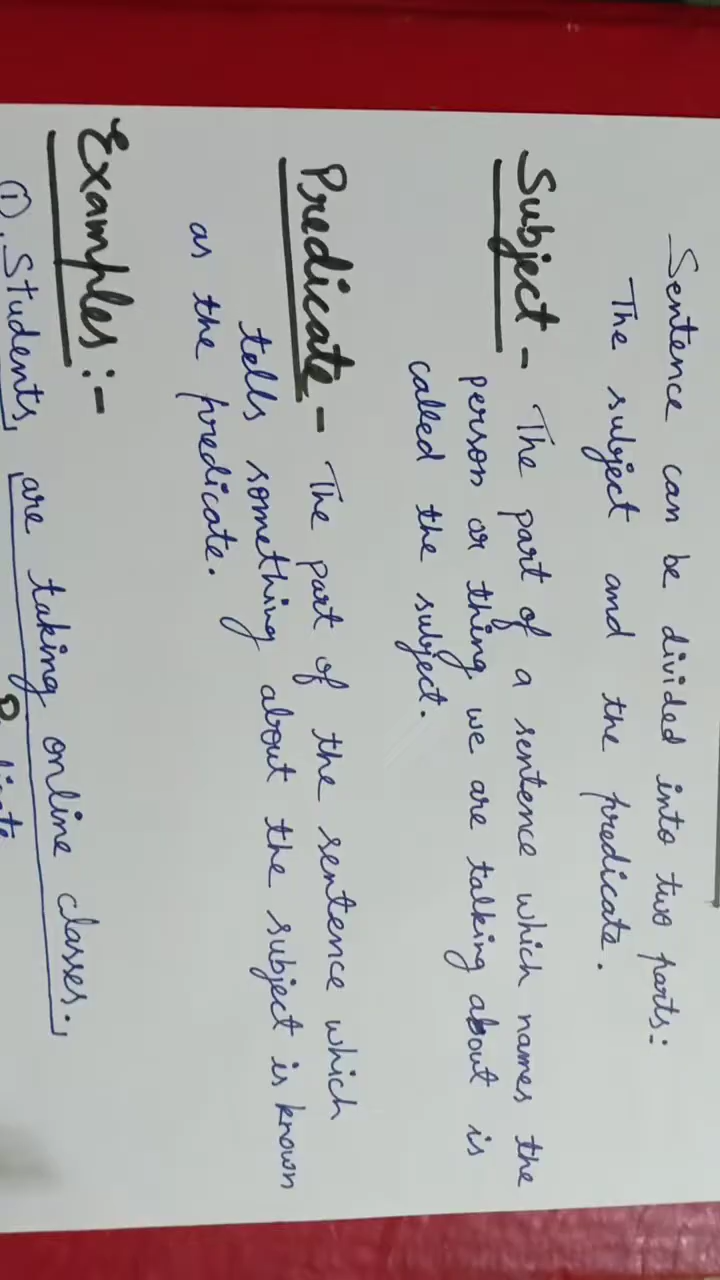 Sentence can be divided into two parts:
The subject and the predicate.
Subject - The part of a sentence which names the
person or thing we are talking about is
called the subject.
Predicate - The part of the sentence which
tells something about the subject is known
as the predicate.
Examples :-
①. Students are taking online classes.